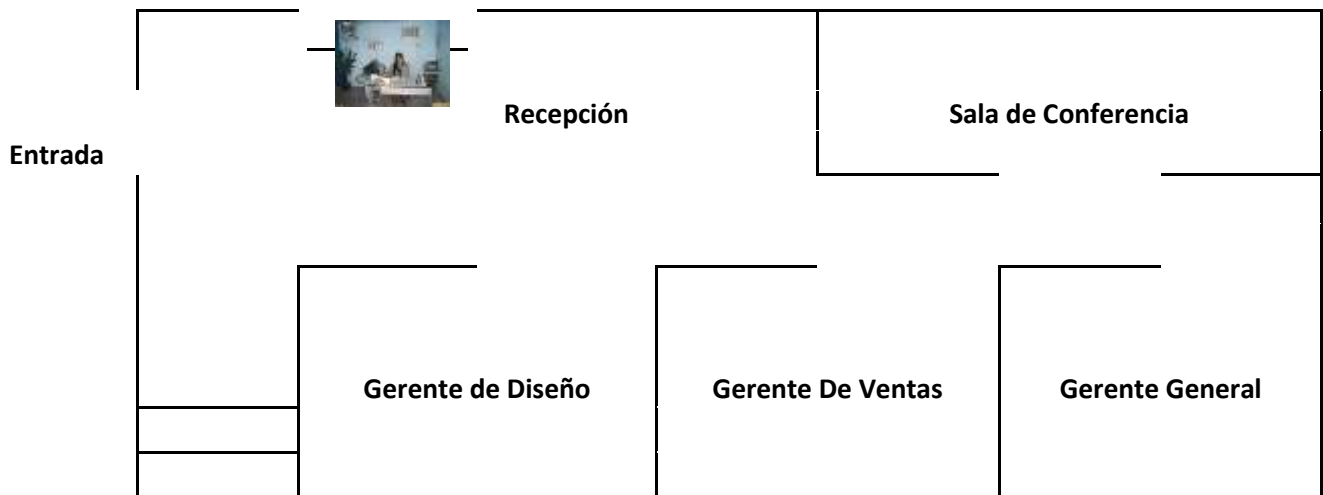 Recepción
Sala de Conferencia
Entrada
Gerente de Diseño
Gerente De Ventas
Gerente General